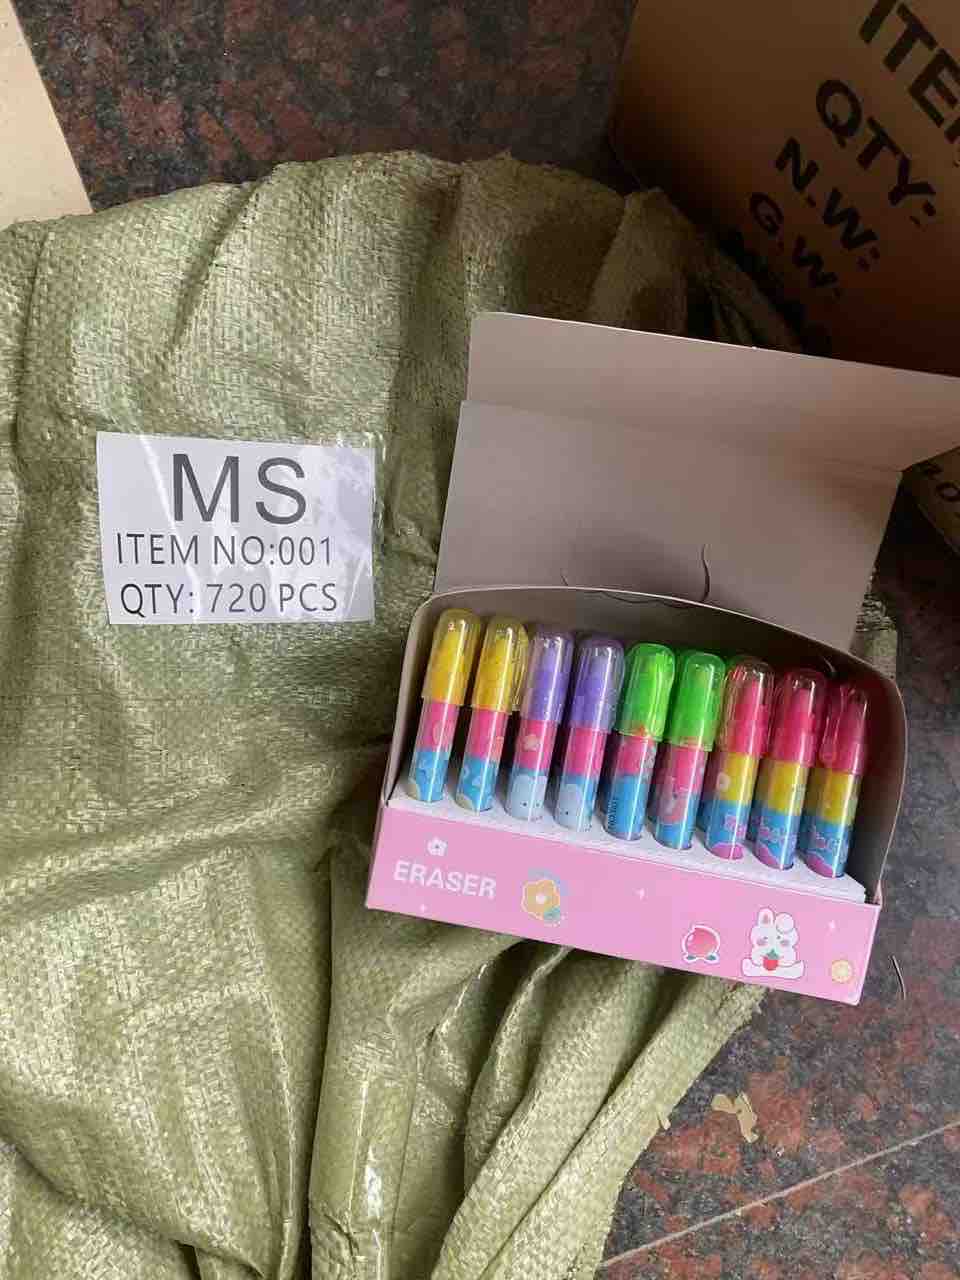 ITE
QTY:
N.W:
G.W:
MS
ITEM NO:001
QTY: 720 PCS
ERASER